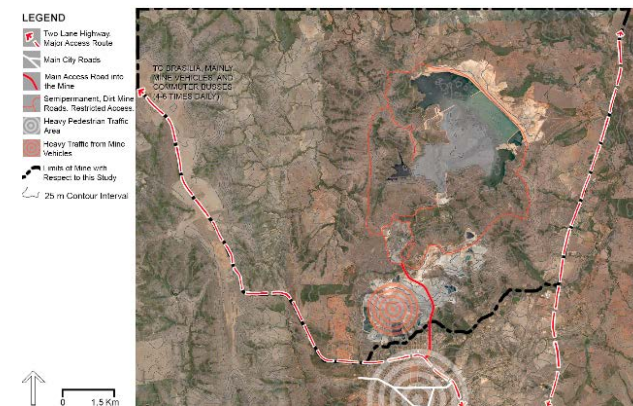 LEGEND
Two Lane Highway,
Major Access Route
Main City Roads
Main Access Road into
the Mine
Semipermanent, Dirt Mine
Roads. Restricted Access.
Heavy Pedestrian Traffic
Area
Heavy Traffic from Mine
Vehicles
Limits of Mine with
Respect to this Study
25 m Contour Interval
TO BRASILIA, MAINLY
MINE VEHICLES, AND
COMMUTER BUSSES
(4-6 TIMES DAILY)
0 1.5 Km